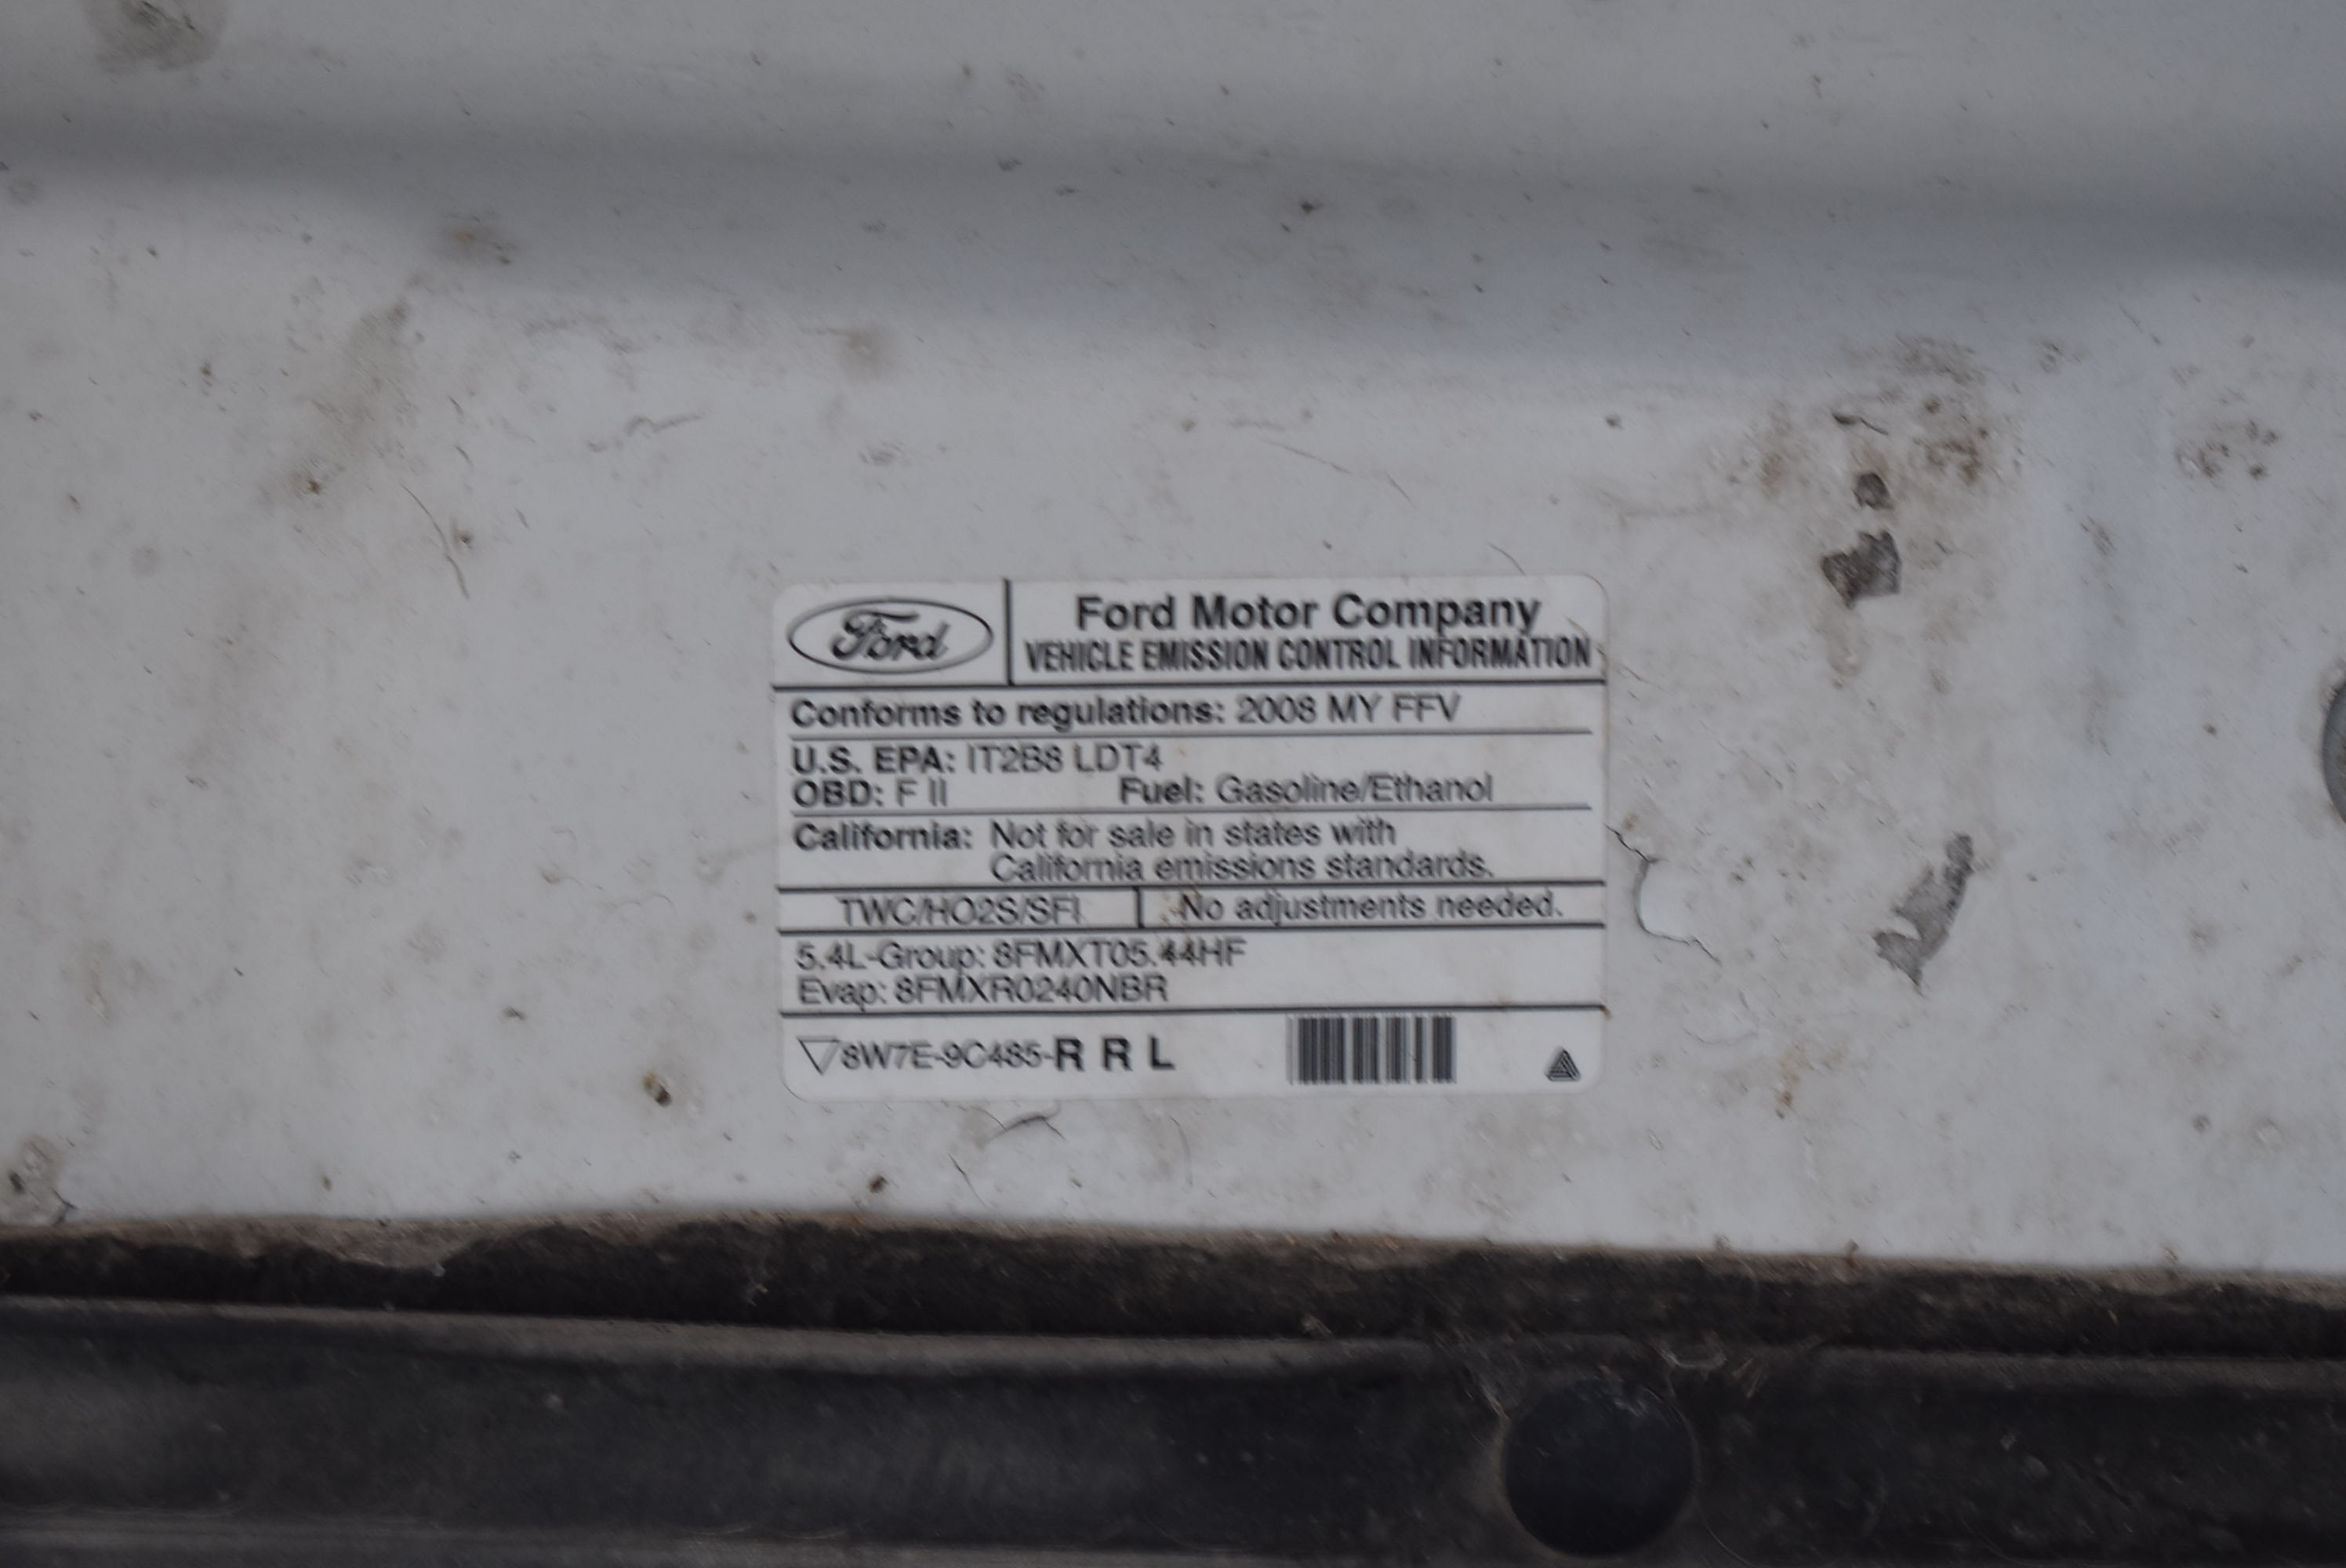 Ford
Ford Motor Company
VEHICLE EMISSION CONTROL INFORMATION
Conforms to regulations: 2008 MY FFV
U.S. EPA: IT2B8 LDT4
OBD: F II Fuel: Gasoline/Ethanol
California: Not for sale in states with
California emissions standards.
TWC/HO2S/SFI No adjustments needed.
5.4L-Group: 8FMXT05.44HF
Evap: 8FMXR0240NBR
8W7E-9C485-R R L